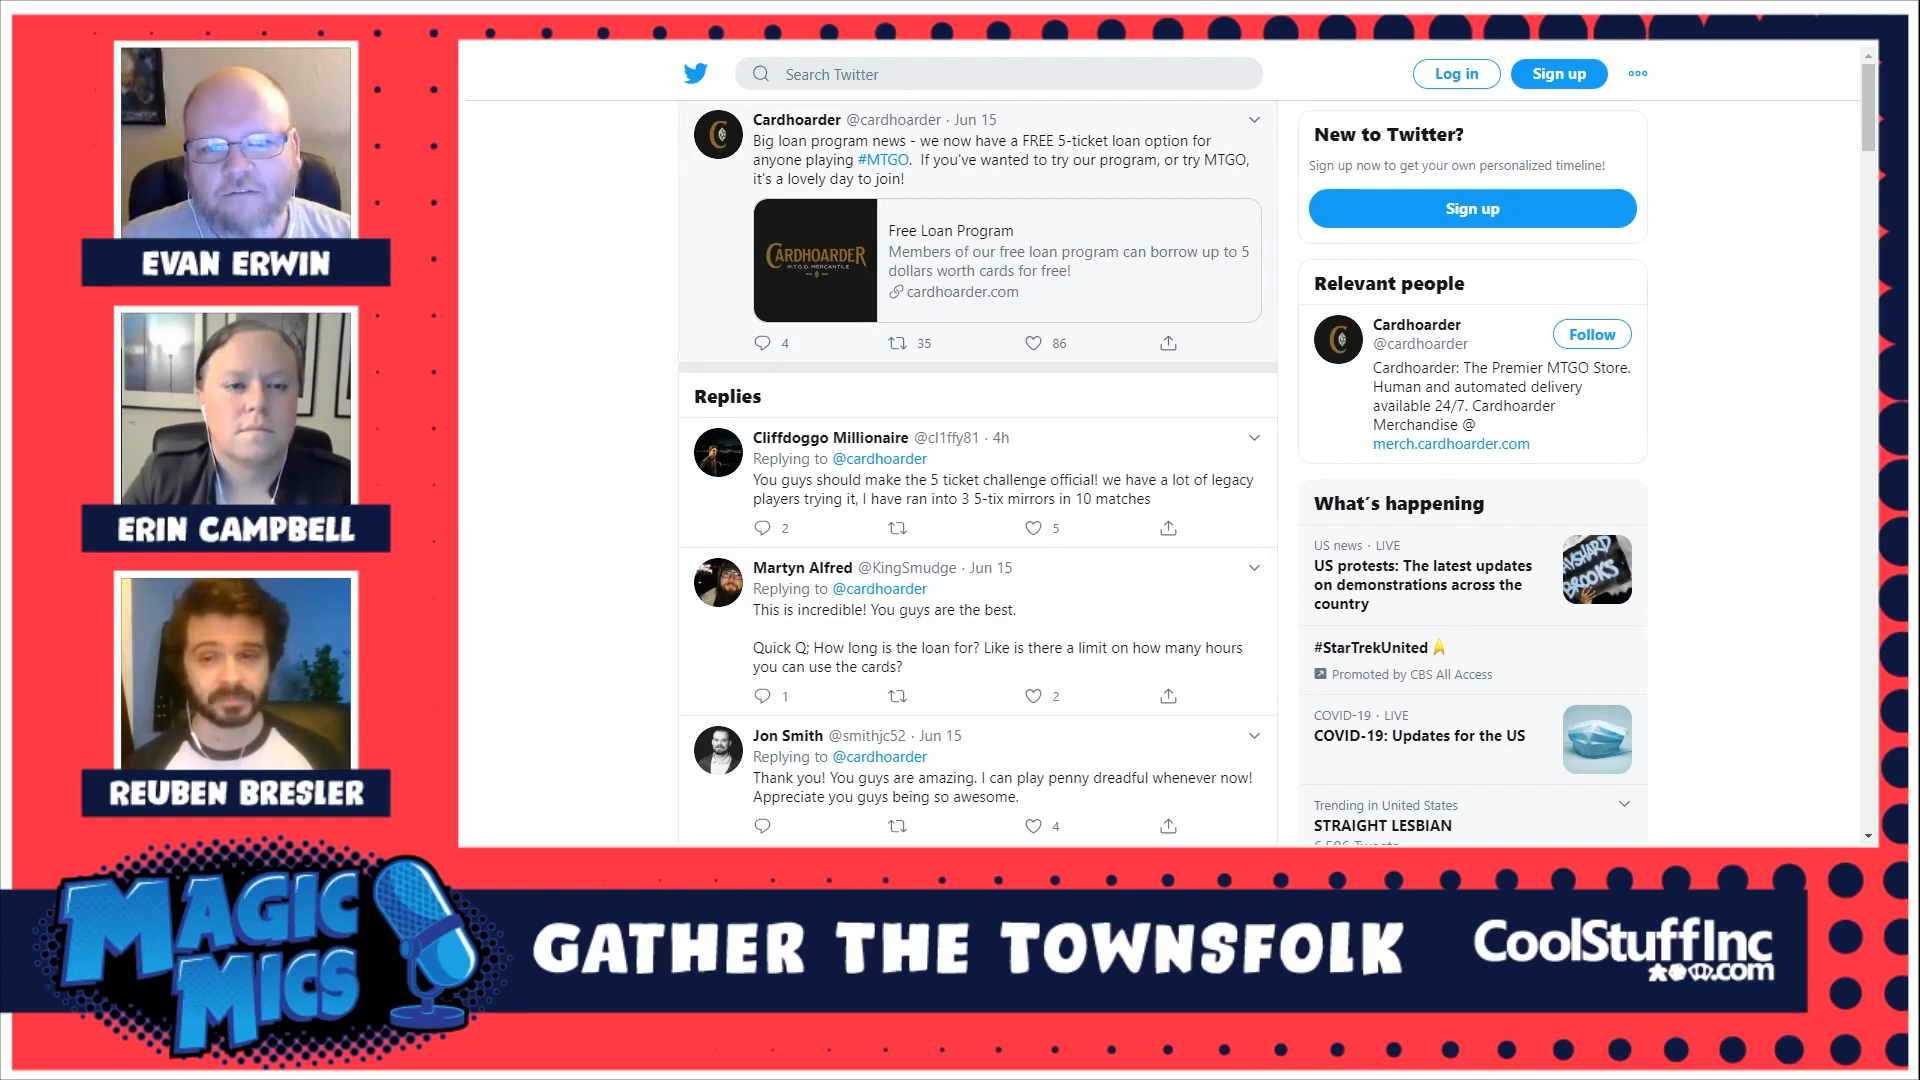 EVAN ERWIN
ERIN CAMPBELL
REUBEN BRESLER
Search Twitter
Log in
Sign up
Cardhoarder @cardhoarder · Jun 15
Big loan program news - we now have a FREE 5-ticket loan option for
anyone playing #MTGO. If you've wanted to try our program, or try MTGO,
it's a lovely day to join!
CARDHOARDER
M.T.G.O. MERCANTILE
Free Loan Program
Members of our free loan program can borrow up to 5
dollars worth cards for free!
cardhoarder.com
4 35 86
Replies
Cliffdoggo Millionaire @cl1ffy81 · 4h
Replying to @cardhoarder
You guys should make the 5 ticket challenge official! we have a lot of legacy
players trying it, I have ran into 3 5-tix mirrors in 10 matches
2 5
Martyn Alfred @KingSmudge · Jun 15
Replying to @cardhoarder
This is incredible! You guys are the best.
Quick Q; How long is the loan for? Like is there a limit on how many hours
you can use the cards?
1 2
Jon Smith @smithjc52 · Jun 15
Replying to @cardhoarder
Thank you! You guys are amazing. I can play penny dreadful whenever now!
Appreciate you guys being so awesome.
4
New to Twitter?
Sign up now to get your own personalized timeline!
Sign up
Relevant people
Cardhoarder
@cardhoarder
Follow
Cardhoarder: The Premier MTGO Store.
Human and automated delivery
available 24/7. Cardhoarder
Merchandise @
merch.cardhoarder.com
What's happening
US news · LIVE
US protests: The latest updates
on demonstrations across the
country
BROOKS
#StarTrekUnited
Promoted by CBS All Access
COVID-19 · LIVE
COVID-19: Updates for the US
Trending in United States
STRAIGHT LESBIAN
MAGIC
MICS
GATHER THE TOWNSFOLK
CoolStuffInc
.com